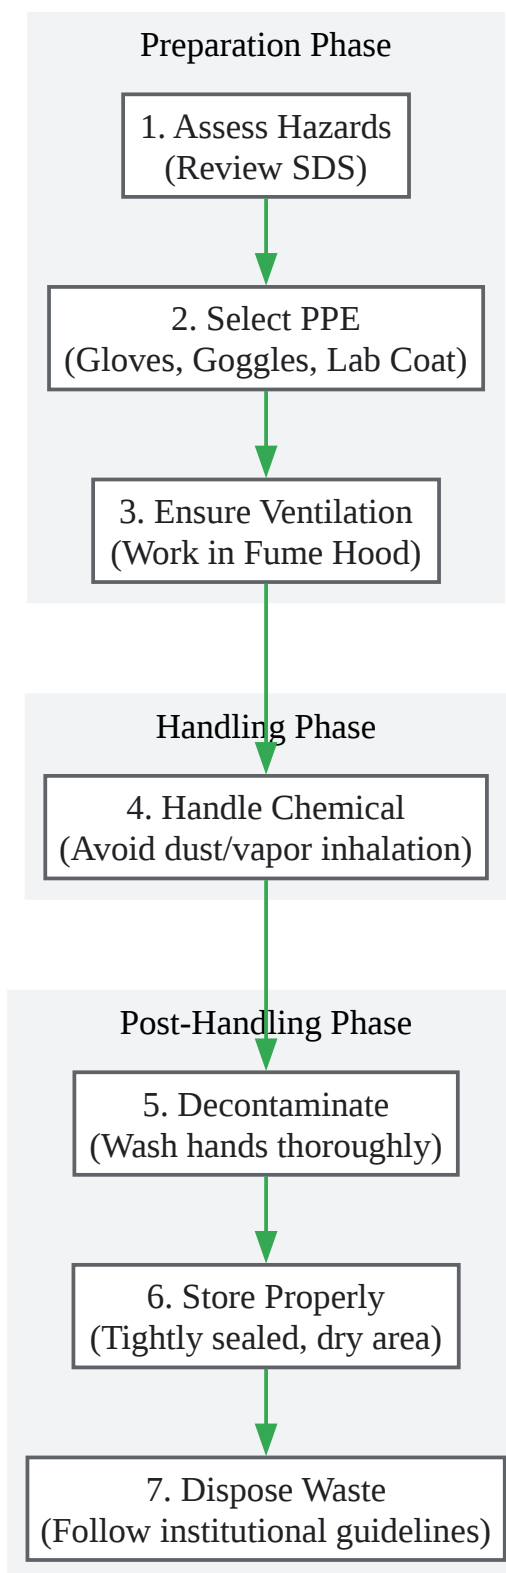 Preparation Phase
1. Assess Hazards
(Review SDS)
2. Select PPE
(Gloves, Goggles, Lab Coat)
3. Ensure Ventilation
(Work in Fume Hood)
Handling Phase
4. Handle Chemical
(Avoid dust/vapor inhalation)
Post-Handling Phase
5. Decontaminate
(Wash hands thoroughly)
6. Store Properly
(Tightly sealed, dry area)
7. Dispose Waste
(Follow institutional guidelines)